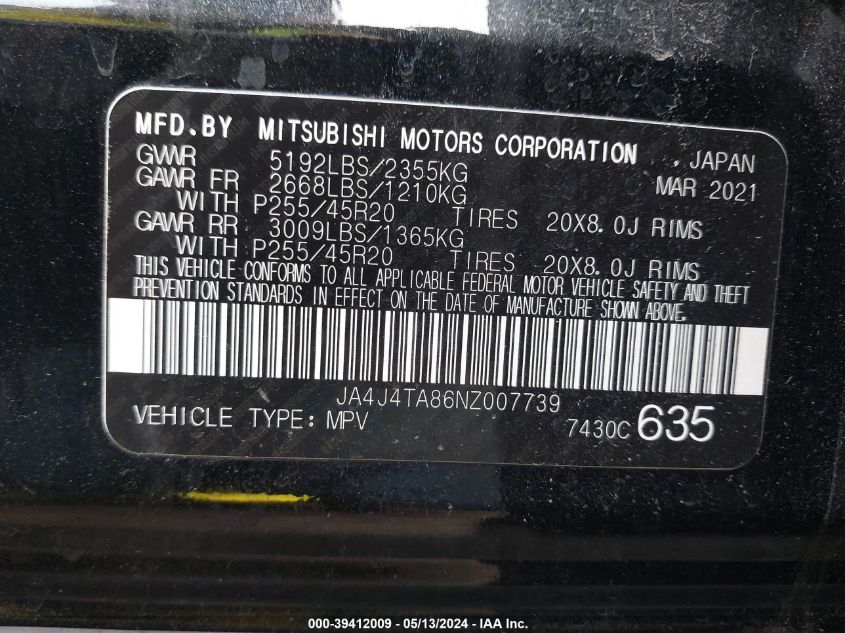 MFD.BY MITSUBISHI MOTORS CORPORATION , JAPAN
GVWR 5192LBS/2355KG MAR 2021
GAWR FR 2668LBS/1210KG
WITH P255/45R20 TIRES 20X8.0J RIMS
GAWR RR 3009LBS/1365KG
WITH P255/45R20 TIRES 20X8.0J RIMS
THIS VEHICLE CONFORMS TO ALL APPLICABLE FEDERAL MOTOR VEHICLE SAFETY AND THEFT
PREVENTION STANDARDS IN EFFECT ON THE DATE OF MANUFACTURE SHOWN ABOVE.
JA4J4TA86NZ007739
VEHICLE TYPE: MPV 7430C 635
000-39412009 - 05/13/2024 - IAA Inc.